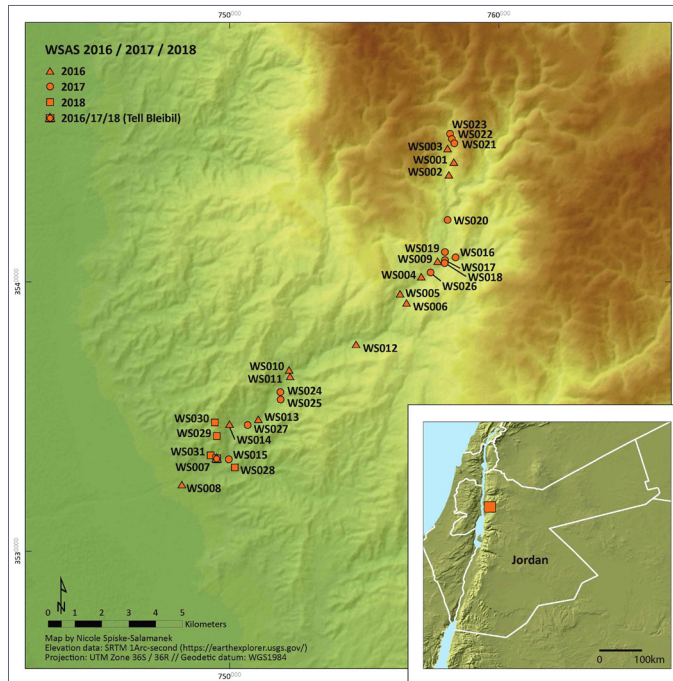 750000
760000
WSAS 2016 / 2017 / 2018
2016
2017
2018
2016/17/18 (Tell Bleibil)
WS023
WS022
WS021
WS003
WS001
WS002
WS020
WS019
WS016
WS009
WS017
WS004
WS018
WS026
3540000
WS005
WS006
WS012
WS010
WS011
WS024
WS025
WS030
WS013
WS027
WS029
WS014
WS031
WS015
WS007
WS028
WS008
3530000
Jordan
N
0 1 2 3 4 5
Kilometers
Map by Nicole Spiske-Salamanek
Elevation data: SRTM 1Arc-second (https://earthexplorer.usgs.gov/)
Projection: UTM Zone 36S / 36R // Geodetic datum: WGS1984
0 100km
750000